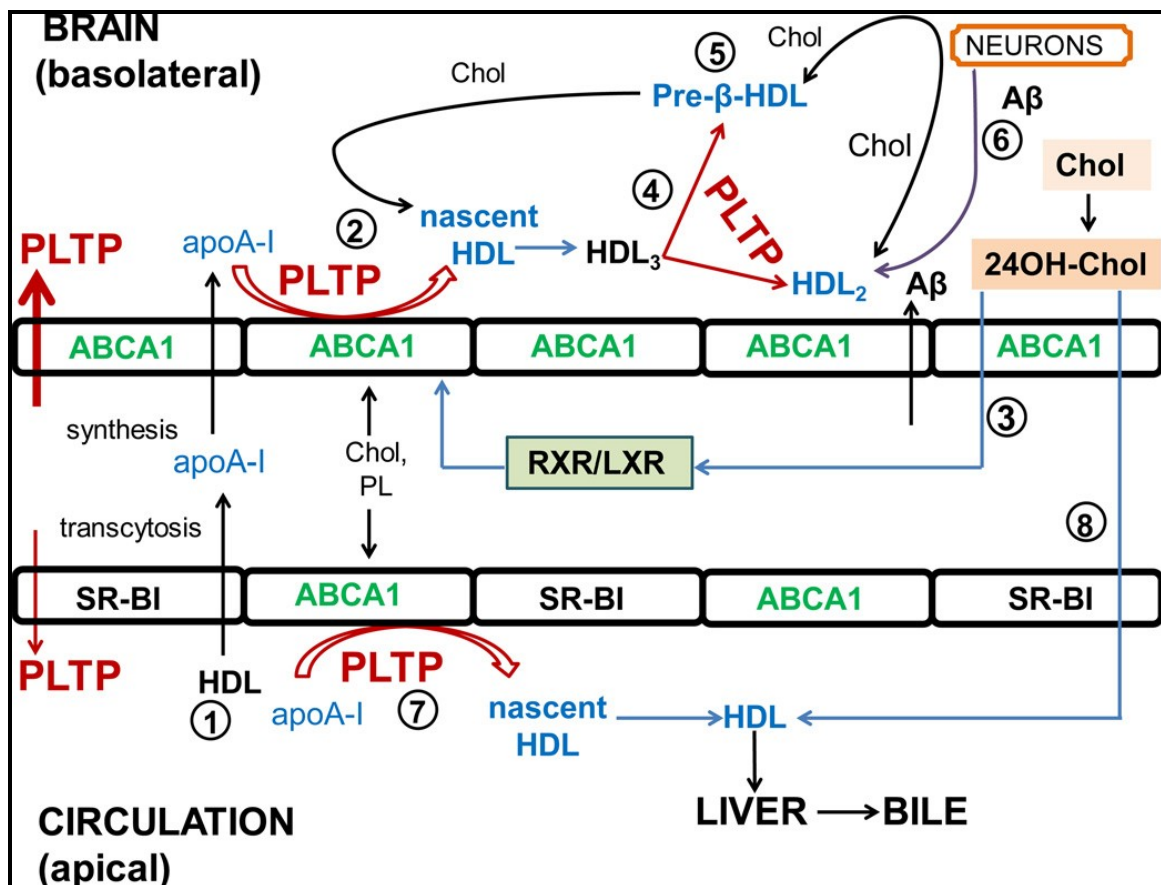 BRAIN
(basolateral)
Chol
⑤
Chol
NEURONS
Pre-β-HDL
Aβ
⑥
Chol
Chol
④
PLTP
②
nascent
HDL
HDL₃
apoA-I
PLTP
PLTP
HDL₂
Aβ
24OH-Chol
ABCA1
ABCA1
ABCA1
ABCA1
ABCA1
synthesis
apoA-I
Chol,
PL
RXR/LXR
③
transcytosis
⑧
SR-BI
ABCA1
SR-BI
ABCA1
SR-BI
PLTP
HDL
①
PLTP
apoA-I
⑦
nascent
HDL
HDL
LIVER
BILE
CIRCULATION
(apical)